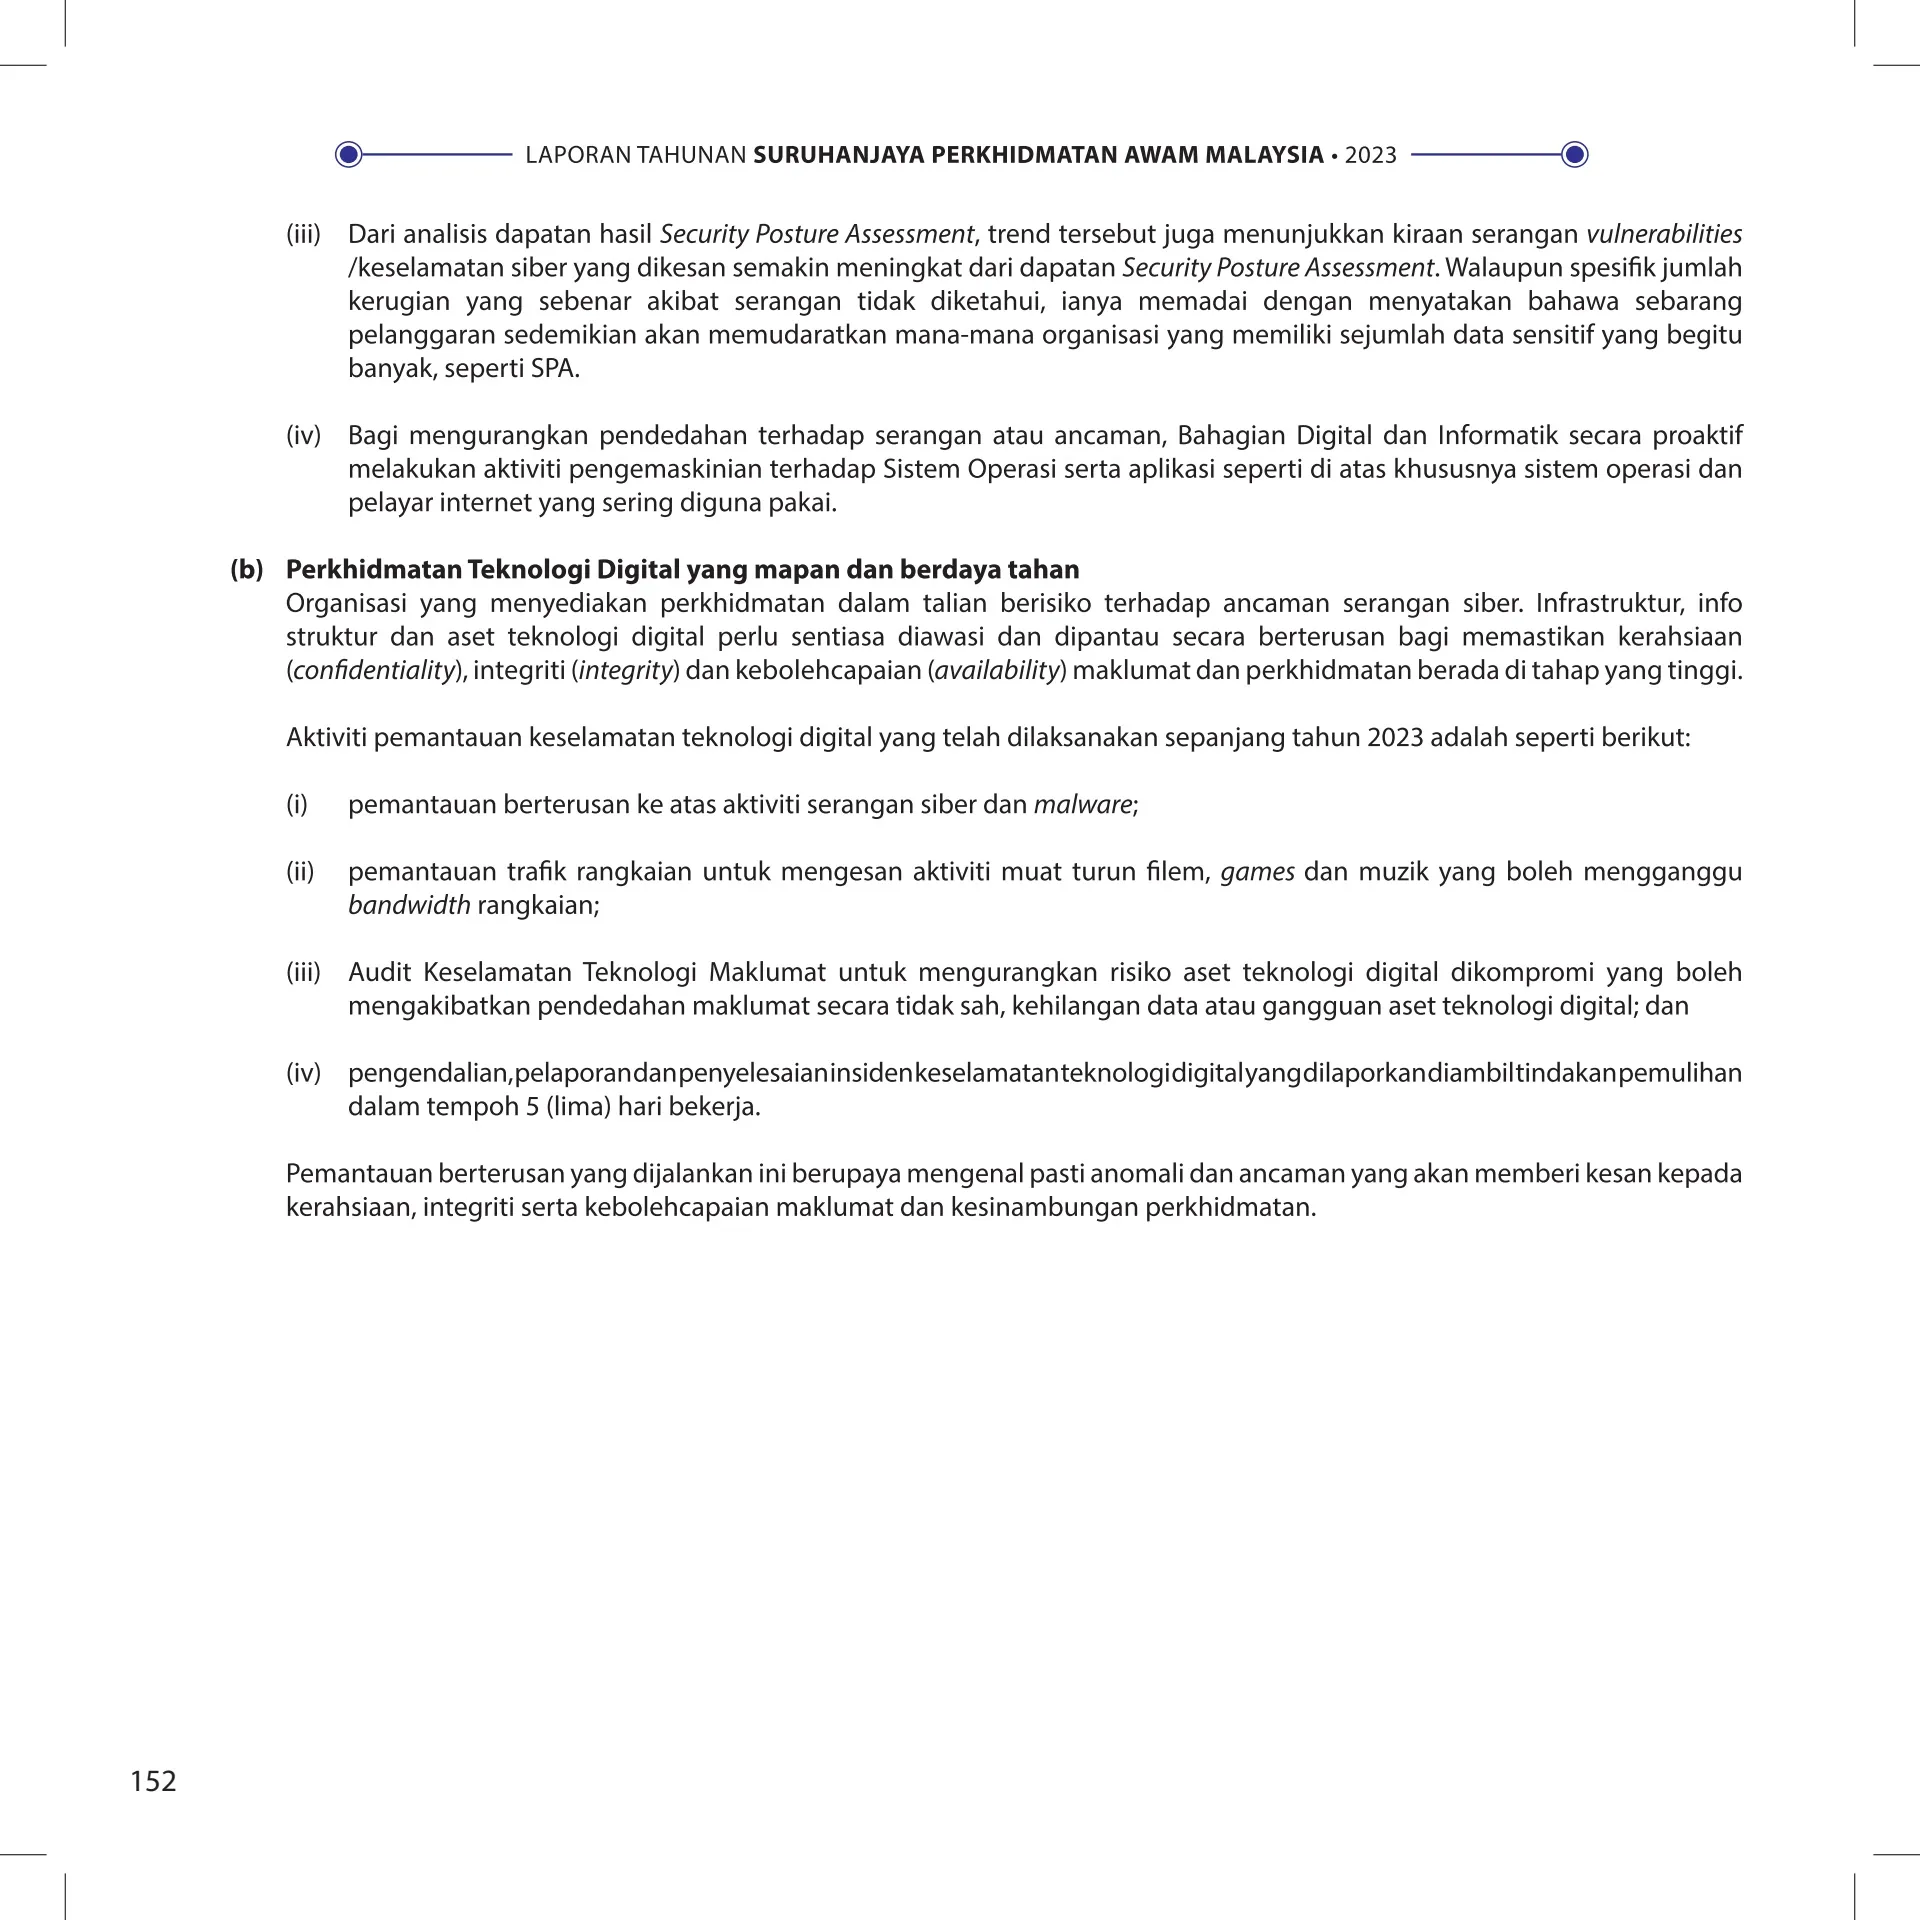 LAPORAN TAHUNAN SURUHANJAYA PERKHIDMATAN AWAM MALAYSIA • 2023
(iii) Dari analisis dapatan hasil Security Posture Assessment, trend tersebut juga menunjukkan kiraan serangan vulnerabilities
/keselamatan siber yang dikesan semakin meningkat dari dapatan Security Posture Assessment. Walaupun spesifik jumlah
kerugian yang sebenar akibat serangan tidak diketahui, ianya memadai dengan menyatakan bahawa sebarang
pelanggaran sedemikian akan memudaratkan mana-mana organisasi yang memiliki sejumlah data sensitif yang begitu
banyak, seperti SPA.
(iv) Bagi mengurangkan pendedahan terhadap serangan atau ancaman, Bahagian Digital dan Informatik secara proaktif
melakukan aktiviti pengemaskinian terhadap Sistem Operasi serta aplikasi seperti di atas khususnya sistem operasi dan
pelayar internet yang sering diguna pakai.
(b) Perkhidmatan Teknologi Digital yang mapan dan berdaya tahan
Organisasi yang menyediakan perkhidmatan dalam talian berisiko terhadap ancaman serangan siber. Infrastruktur, info
struktur dan aset teknologi digital perlu sentiasa diawasi dan dipantau secara berterusan bagi memastikan kerahsiaan
(confidentiality), integriti (integrity) dan kebolehcapaian (availability) maklumat dan perkhidmatan berada di tahap yang tinggi.
Aktiviti pemantauan keselamatan teknologi digital yang telah dilaksanakan sepanjang tahun 2023 adalah seperti berikut:
(i) pemantauan berterusan ke atas aktiviti serangan siber dan malware;
(ii) pemantauan trafik rangkaian untuk mengesan aktiviti muat turun filem, games dan muzik yang boleh mengganggu
bandwidth rangkaian;
(iii) Audit Keselamatan Teknologi Maklumat untuk mengurangkan risiko aset teknologi digital dikompromi yang boleh
mengakibatkan pendedahan maklumat secara tidak sah, kehilangan data atau gangguan aset teknologi digital; dan
(iv) pengendalian, pelaporan dan penyelesaian insiden keselamatan teknologi digital yang dilaporkan diambil tindakan pemulihan
dalam tempoh 5 (lima) hari bekerja.
Pemantauan berterusan yang dijalankan ini berupaya mengenal pasti anomali dan ancaman yang akan memberi kesan kepada
kerahsiaan, integriti serta kebolehcapaian maklumat dan kesinambungan perkhidmatan.
152